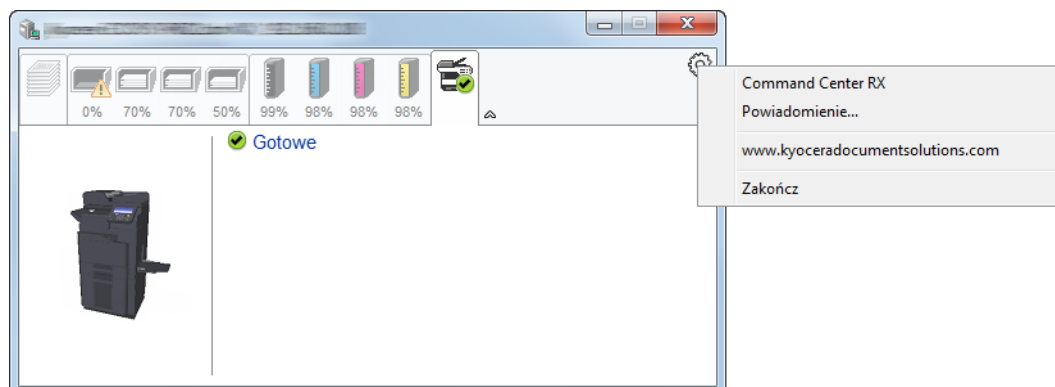 0% 70% 70% 50% 99% 98% 98% 98%
Gotowe
Command Center RX
Powiadomienie...
www.kyoceradocumentsolutions.com
Zakończ